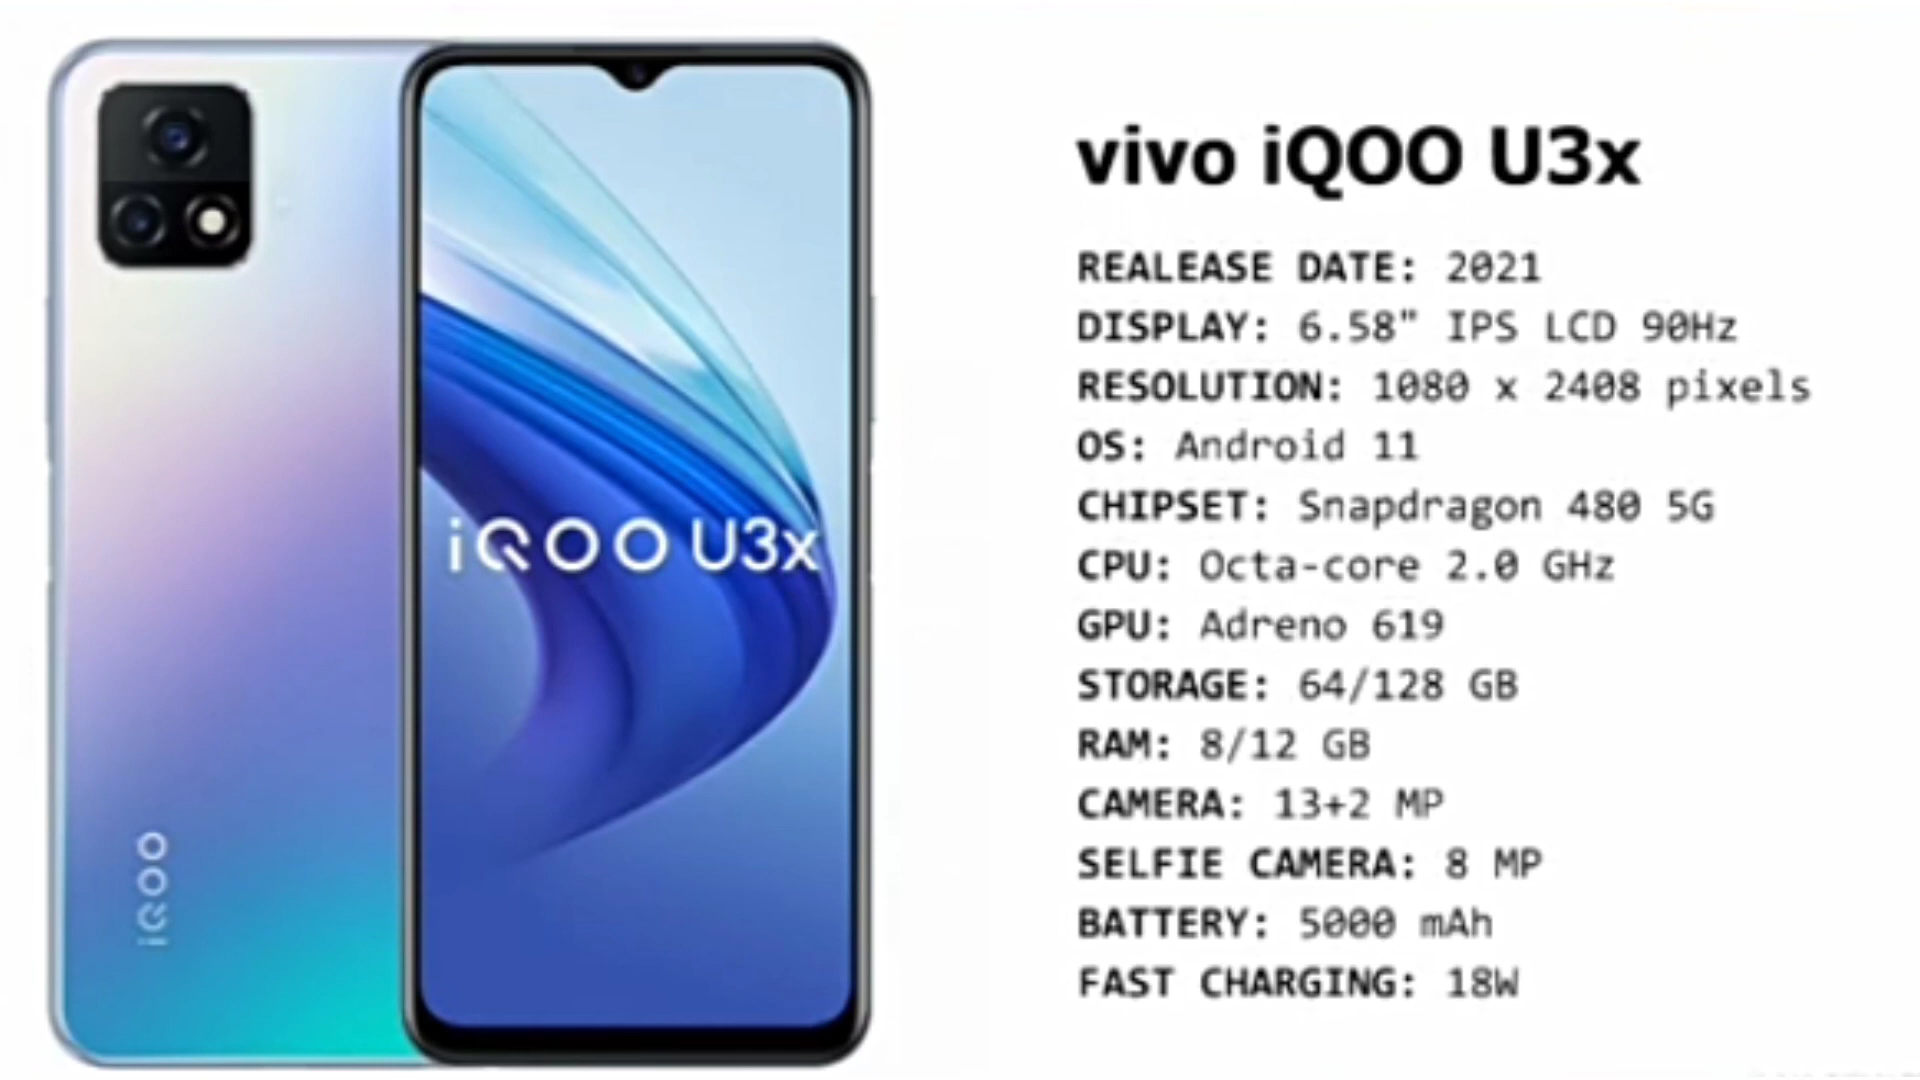 iQOO
iQOO U3x
vivo iQOO U3x
REALEASE DATE: 2021
DISPLAY: 6.58" IPS LCD 90Hz
RESOLUTION: 1080 x 2408 pixels
OS: Android 11
CHIPSET: Snapdragon 480 5G
CPU: Octa-core 2.0 GHz
GPU: Adreno 619
STORAGE: 64/128 GB
RAM: 8/12 GB
CAMERA: 13+2 MP
SELFIE CAMERA: 8 MP
BATTERY: 5000 mAh
FAST CHARGING: 18W